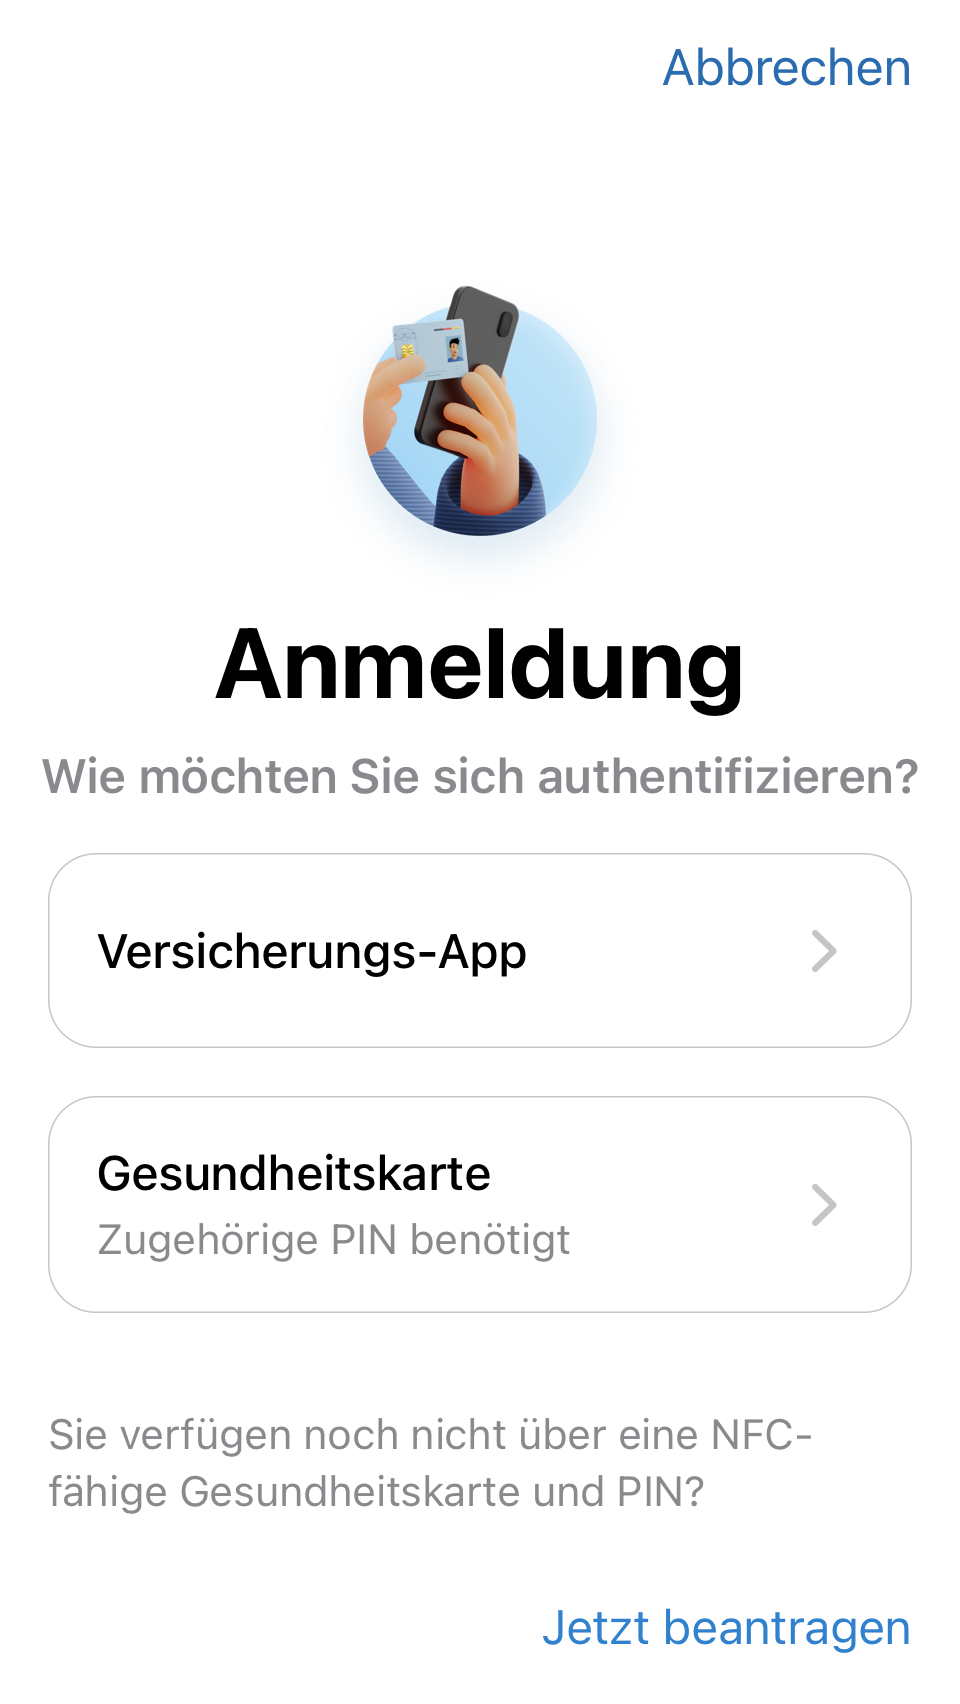 Abbrechen
Anmeldung
Wie möchten Sie sich authentifizieren?
Versicherungs-App
Gesundheitskarte
Zugehörige PIN benötigt
Sie verfügen noch nicht über eine NFC-
fähige Gesundheitskarte und PIN?
Jetzt beantragen